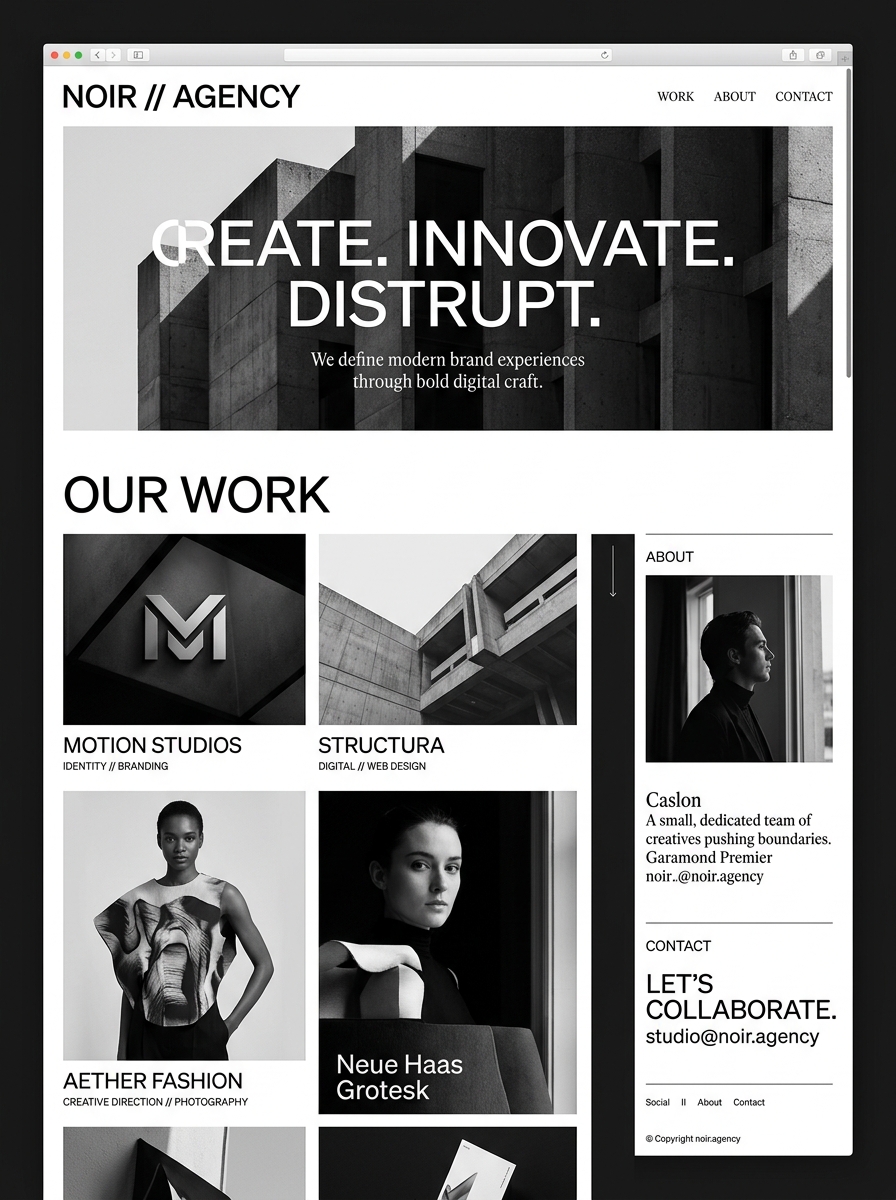 NOIR // AGENCY
WORK ABOUT CONTACT
CREATE. INNOVATE.
DISTRUPT.
We define modern brand experiences
through bold digital craft.
OUR WORK
M
MOTION STUDIOS
IDENTITY // BRANDING
STRUCTURA
DIGITAL // WEB DESIGN
AETHER FASHION
CREATIVE DIRECTION // PHOTOGRAPHY
Neue Haas
Grotesk
ABOUT
Caslon
A small, dedicated team of
creatives pushing boundaries.
Garamond Premier
noir..@noir.agency
CONTACT
LET'S
COLLABORATE.
studio@noir.agency
Social II About Contact
© Copyright noir.agency